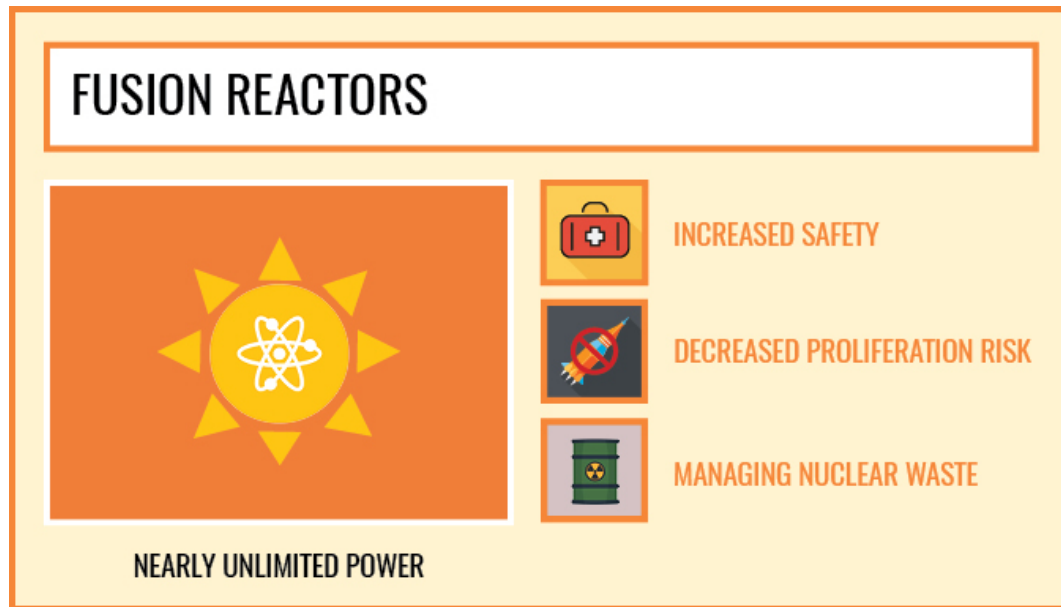 FUSION REACTORS
INCREASED SAFETY
DECREASED PROLIFERATION RISK
MANAGING NUCLEAR WASTE
NEARLY UNLIMITED POWER